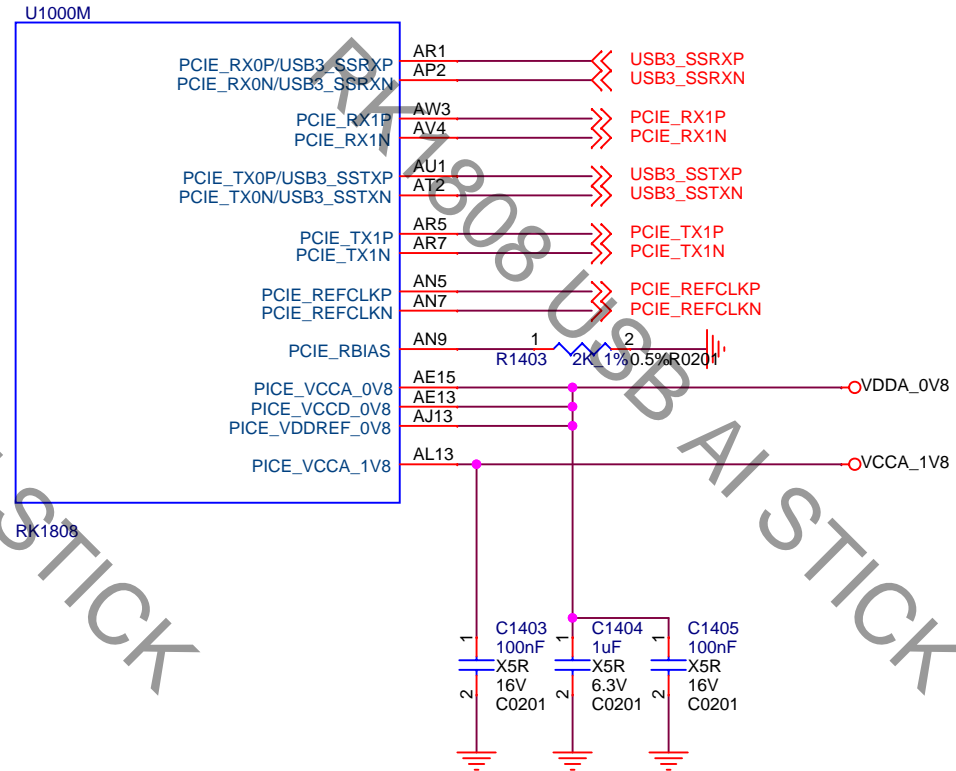 U1000M
PCIE_RX0P/USB3_SSRXP AR1 USB3_SSRXP
PCIE_RX0N/USB3_SSRXN AP2 USB3_SSRXN
PCIE_RX1P AW3 PCIE_RX1P
PCIE_RX1N AV4 PCIE_RX1N
PCIE_TX0P/USB3_SSTXP AU1 USB3_SSTXP
PCIE_TX0N/USB3_SSTXN AT2 USB3_SSTXN
PCIE_TX1P AR5 PCIE_TX1P
PCIE_TX1N AR7 PCIE_TX1N
PCIE_REFCLKP AN5 PCIE_REFCLKP
PCIE_REFCLKN AN7 PCIE_REFCLKN
PCIE_RBIAS AN9 1 2
R1403 2K_1% 0.5%R0201
PICE_VCCA_0V8 AE15 VDDA_0V8
PICE_VCCD_0V8 AE13
PICE_VDDREF_0V8 AJ13
PICE_VCCA_1V8 AL13 VCCA_1V8
RK1808
1 C1403 1 C1404 1 C1405
100nF 1uF 100nF
X5R X5R X5R
2 16V 2 6.3V 2 16V
C0201 C0201 C0201
RK1808 USB AI STICK
STICK